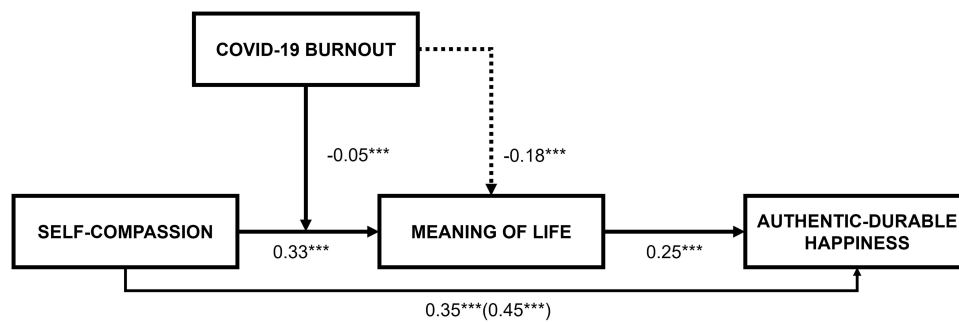 COVID-19 BURNOUT
-0.05***
-0.18***
SELF-COMPASSION
0.33***
MEANING OF LIFE
0.25***
AUTHENTIC-DURABLE
HAPPINESS
0.35***(0.45***)